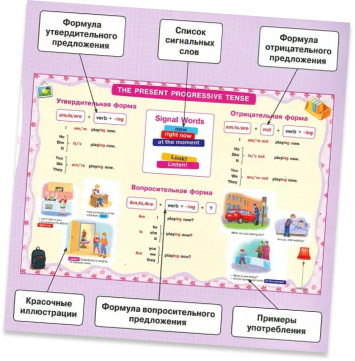 Формула
утвердительного
предложения
Список
сигнальных
слов
Формула
отрицательного
предложения
THE PRESENT PROGRESSIVE TENSE
Утвердительная форма
am/is/are + verb + -ing
I am/'m playing now.
He
She
It
is/'s playing now.
You
We
They
are/'re playing now.
Signal Words
now
right now
at the moment
Look!
Listen!
Отрицательная форма
am/is/are + not + verb + -ing
I am/'m not playing now.
He
She
It
is/'s not playing now.
You
We
They
are/'re not playing now.
Вопросительная форма
Am/Is/Are + verb + -ing + ?
Am I playing now?
Is
he
she
it
playing now?
Are
you
we
they
playing now?
Красочные
иллюстрации
Формула вопросительного
предложения
Примеры
употребления